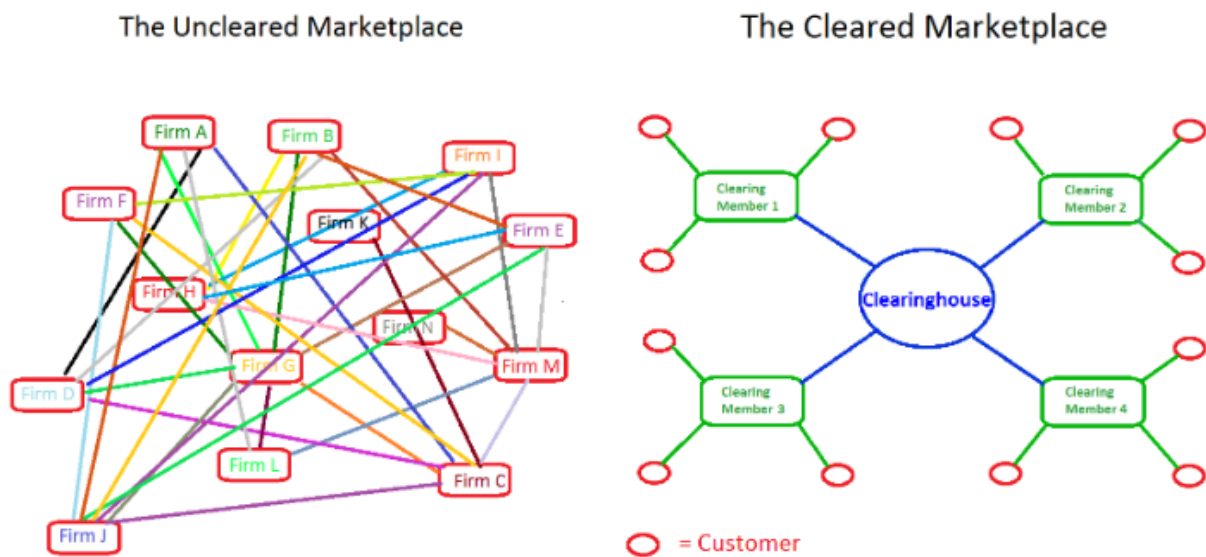 The Uncleared Marketplace
The Cleared Marketplace
Firm A
Firm B
Firm I
Firm F
Firm K
Firm E
Firm H
Firm N
Firm G
Firm M
Firm D
Firm L
Firm C
Firm J
Clearing
Member 1
Clearing
Member 2
Clearinghouse
Clearing
Member 3
Clearing
Member 4
= Customer